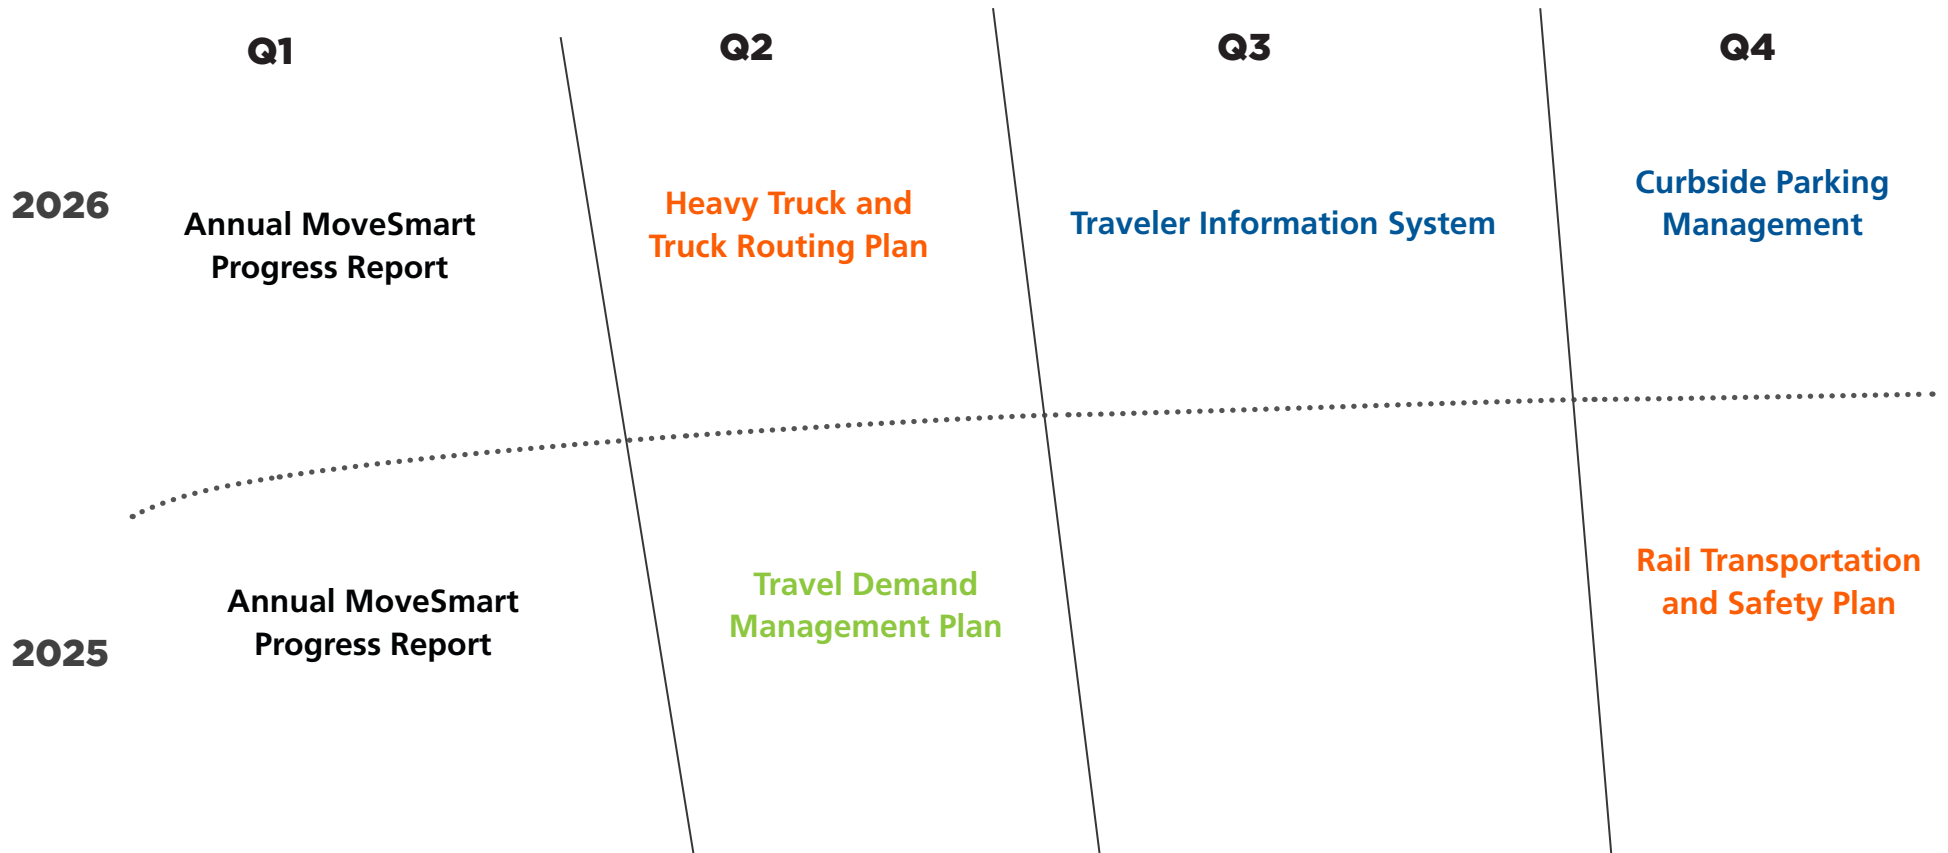 Q1
Q2
Q3
Q4
2026
Annual MoveSmart
Progress Report
Heavy Truck and
Truck Routing Plan
Traveler Information System
Curbside Parking
Management
2025
Annual MoveSmart
Progress Report
Travel Demand
Management Plan
Rail Transportation
and Safety Plan